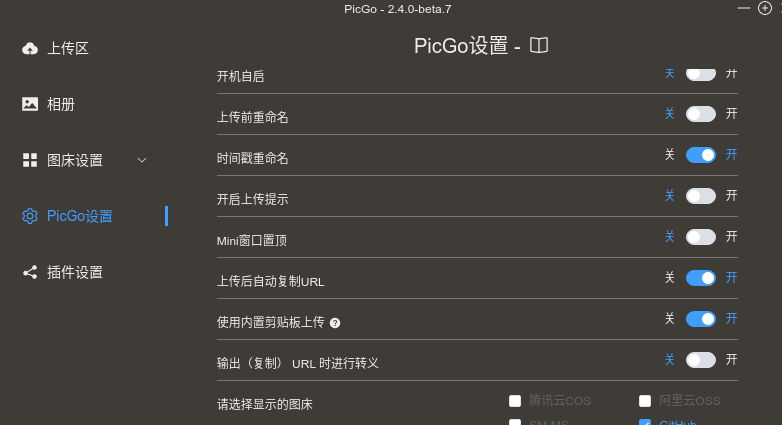 PicGo - 2.4.0-beta.7
PicGo设置 -
上传区
相册
图床设置
PicGo设置
插件设置
开机自启 关 开
上传前重命名 关 开
时间戳重命名 关 开
开启上传提示 关 开
Mini窗口置顶 关 开
上传后自动复制URL 关 开
使用内置剪贴板上传 关 开
输出（复制） URL 时进行转义 关 开
请选择显示的图床 腾讯云COS 阿里云OSS
SM.MS GitHub